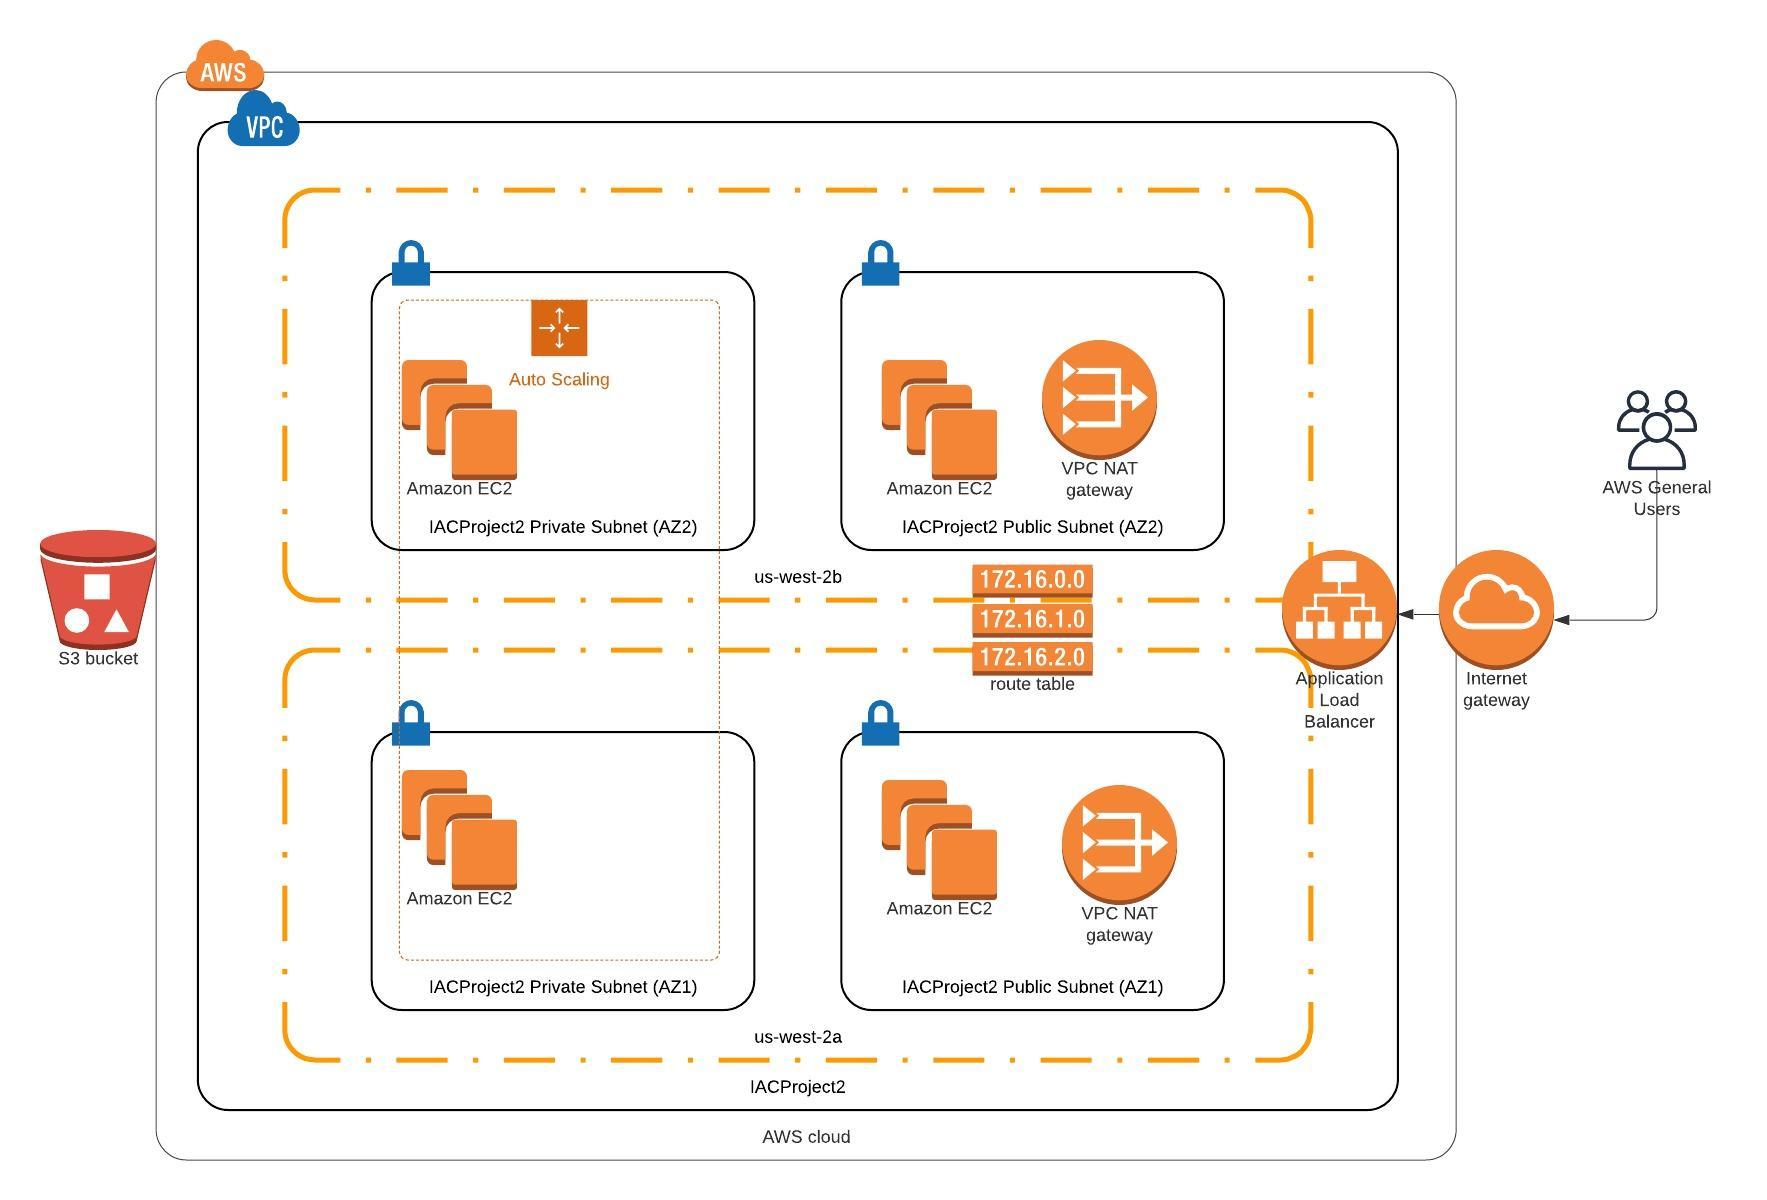 AWS
VPC
Auto Scaling
Amazon EC2
IACProject2 Private Subnet (AZ2)
Amazon EC2
VPC NAT
gateway
IACProject2 Public Subnet (AZ2)
us-west-2b
172.16.0.0
172.16.1.0
172.16.2.0
route table
S3 bucket
AWS General
Users
Application
Load
Balancer
Internet
gateway
Amazon EC2
IACProject2 Private Subnet (AZ1)
Amazon EC2
VPC NAT
gateway
IACProject2 Public Subnet (AZ1)
us-west-2a
IACProject2
AWS cloud